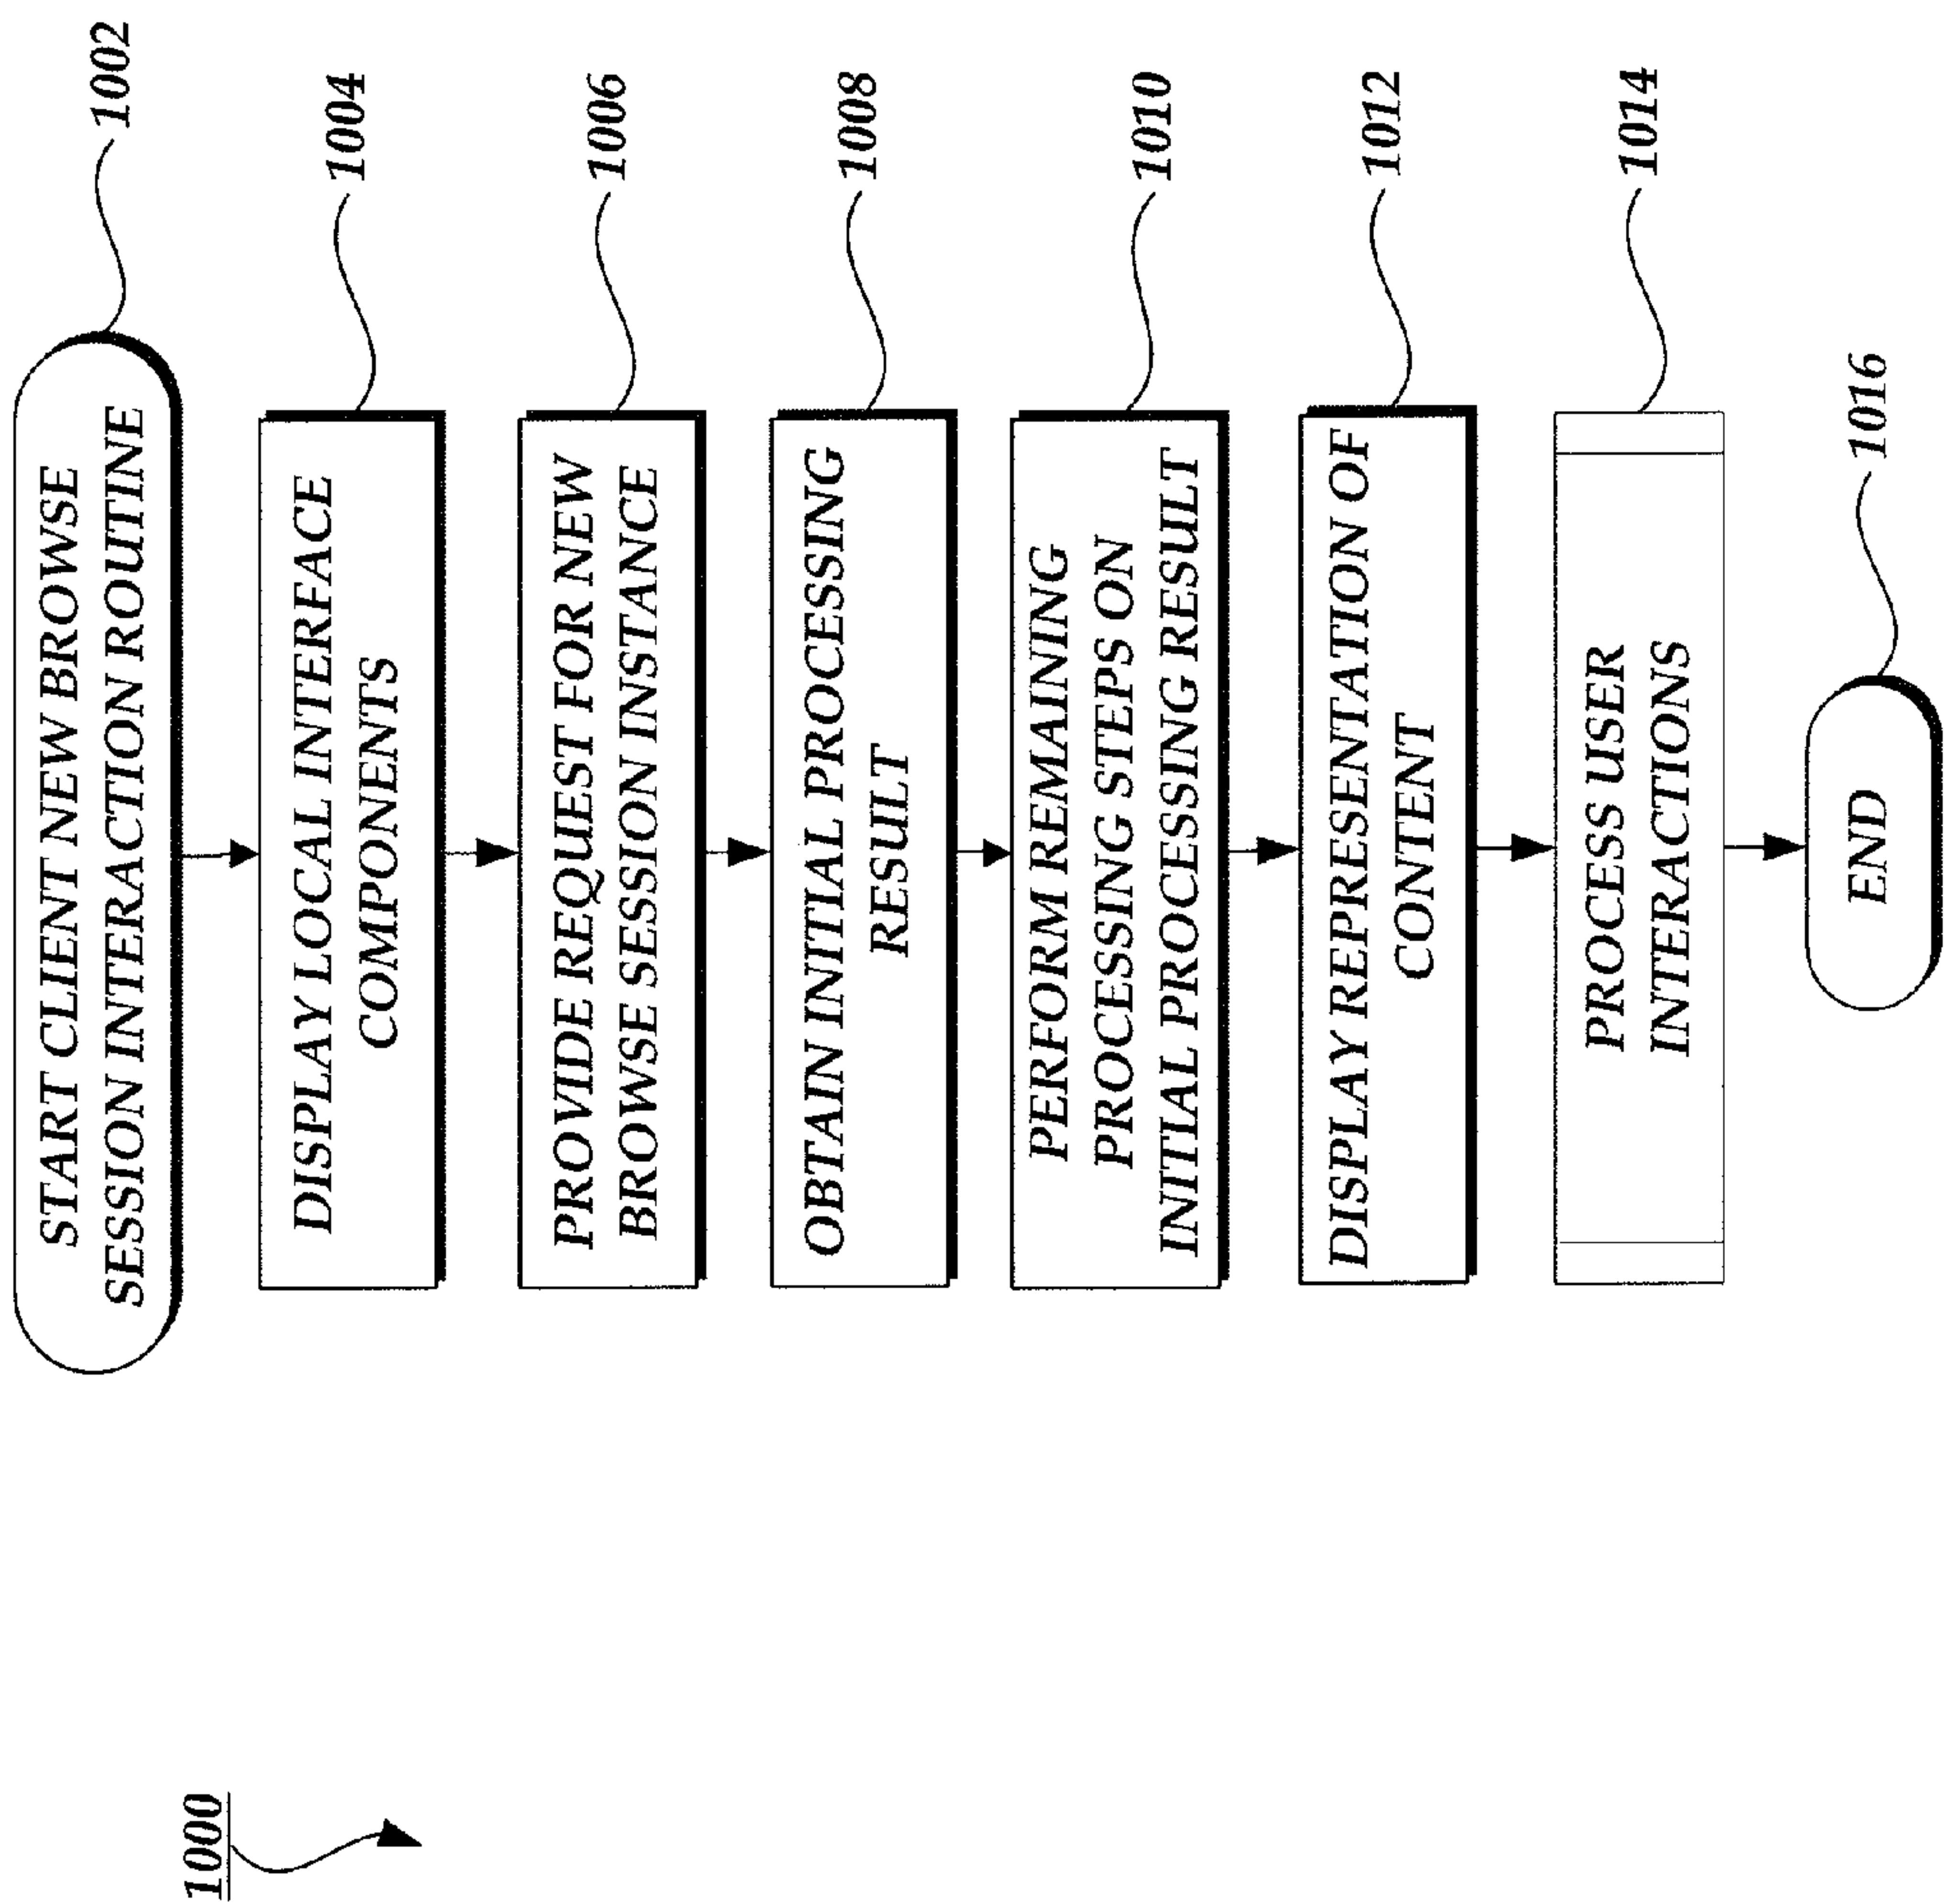 1000
START CLIENT NEW BROWSE
SESSION INTERACTION ROUTINE
1002
DISPLAY LOCAL INTERFACE
COMPONENTS
1004
PROVIDE REQUEST FOR NEW
BROWSE SESSION INSTANCE
1006
OBTAIN INITIAL PROCESSING
RESULT
1008
PERFORM REMAINING
PROCESSING STEPS ON
INITIAL PROCESSING RESULT
1010
DISPLAY REPRESENTATION OF
CONTENT
1012
PROCESS USER
INTERACTIONS
1014
END
1016